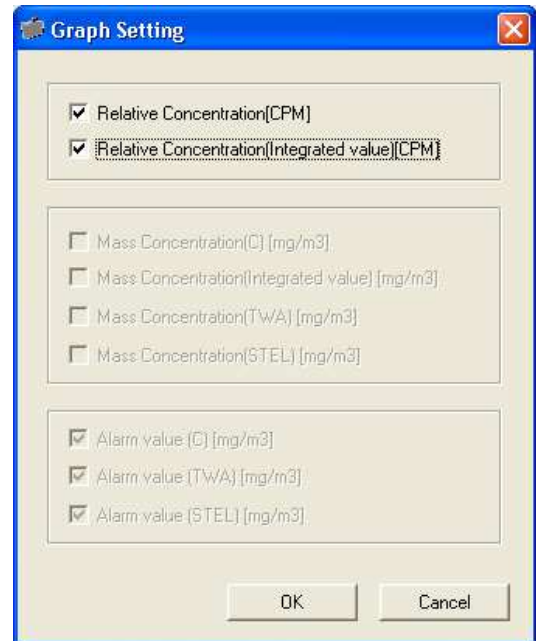 Graph Setting
Relative Concentration[CPM]
Relative Concentration(Integrated value)[CPM]
Mass Concentration(C) [mg/m3]
Mass Concentration(Integrated value) [mg/m3]
Mass Concentration(TWA) [mg/m3]
Mass Concentration(STEL) [mg/m3]
Alarm value (C) [mg/m3]
Alarm value (TWA) [mg/m3]
Alarm value (STEL) [mg/m3]
OK Cancel